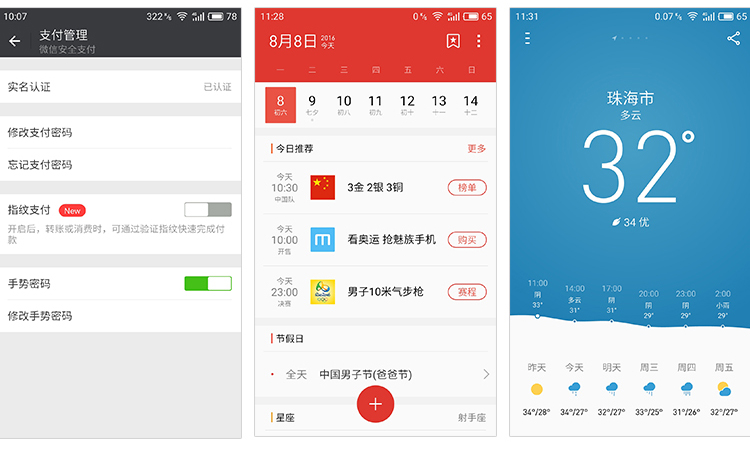 10:07 322% 4G 78
支付管理
微信安全支付
实名认证 已认证
修改支付密码
忘记支付密码
指纹支付 New
开启后，转账或消费时，可通过验证指纹快速完成付
款
手势密码
修改手势密码
11:28 0% 4G 65
8月8日 2016
今天
一 二 三 四 五 六 日
8 9 10 11 12 13 14
初六 七夕 初八 初九 初十 十一 十二
今日推荐 更多
今天
10:30 3金 2银 3铜 榜单
中国队
今天
10:00 m 看奥运 抢魅族手机 购买
开售
今天
23:00 男子10米气步枪 赛程
决赛
节假日
全天 中国男子节(爸爸节)
星座 射手座
11:31 0.07% 4G 65
珠海市
多云
32°
34 优
11:00 14:00 17:00 20:00 23:00 2:00
阴 多云 阴 阴 阴 小雨
33° 31° 31° 29° 29° 29°
昨天 今天 明天 周三 周四 周五
34°/28° 34°/27° 32°/27° 33°/25° 31°/26° 32°/27°